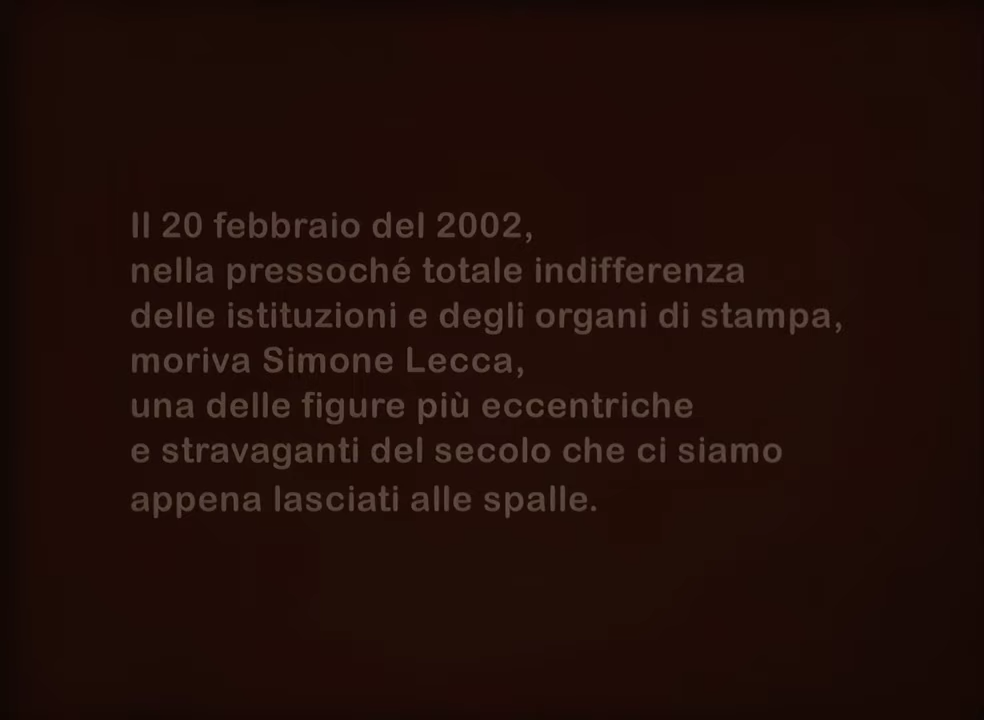 Il 20 febbraio del 2002,
nella pressoché totale indifferenza
delle istituzioni e degli organi di stampa,
moriva Simone Lecca,
una delle figure più eccentriche
e stravaganti del secolo che ci siamo
appena lasciati alle spalle.